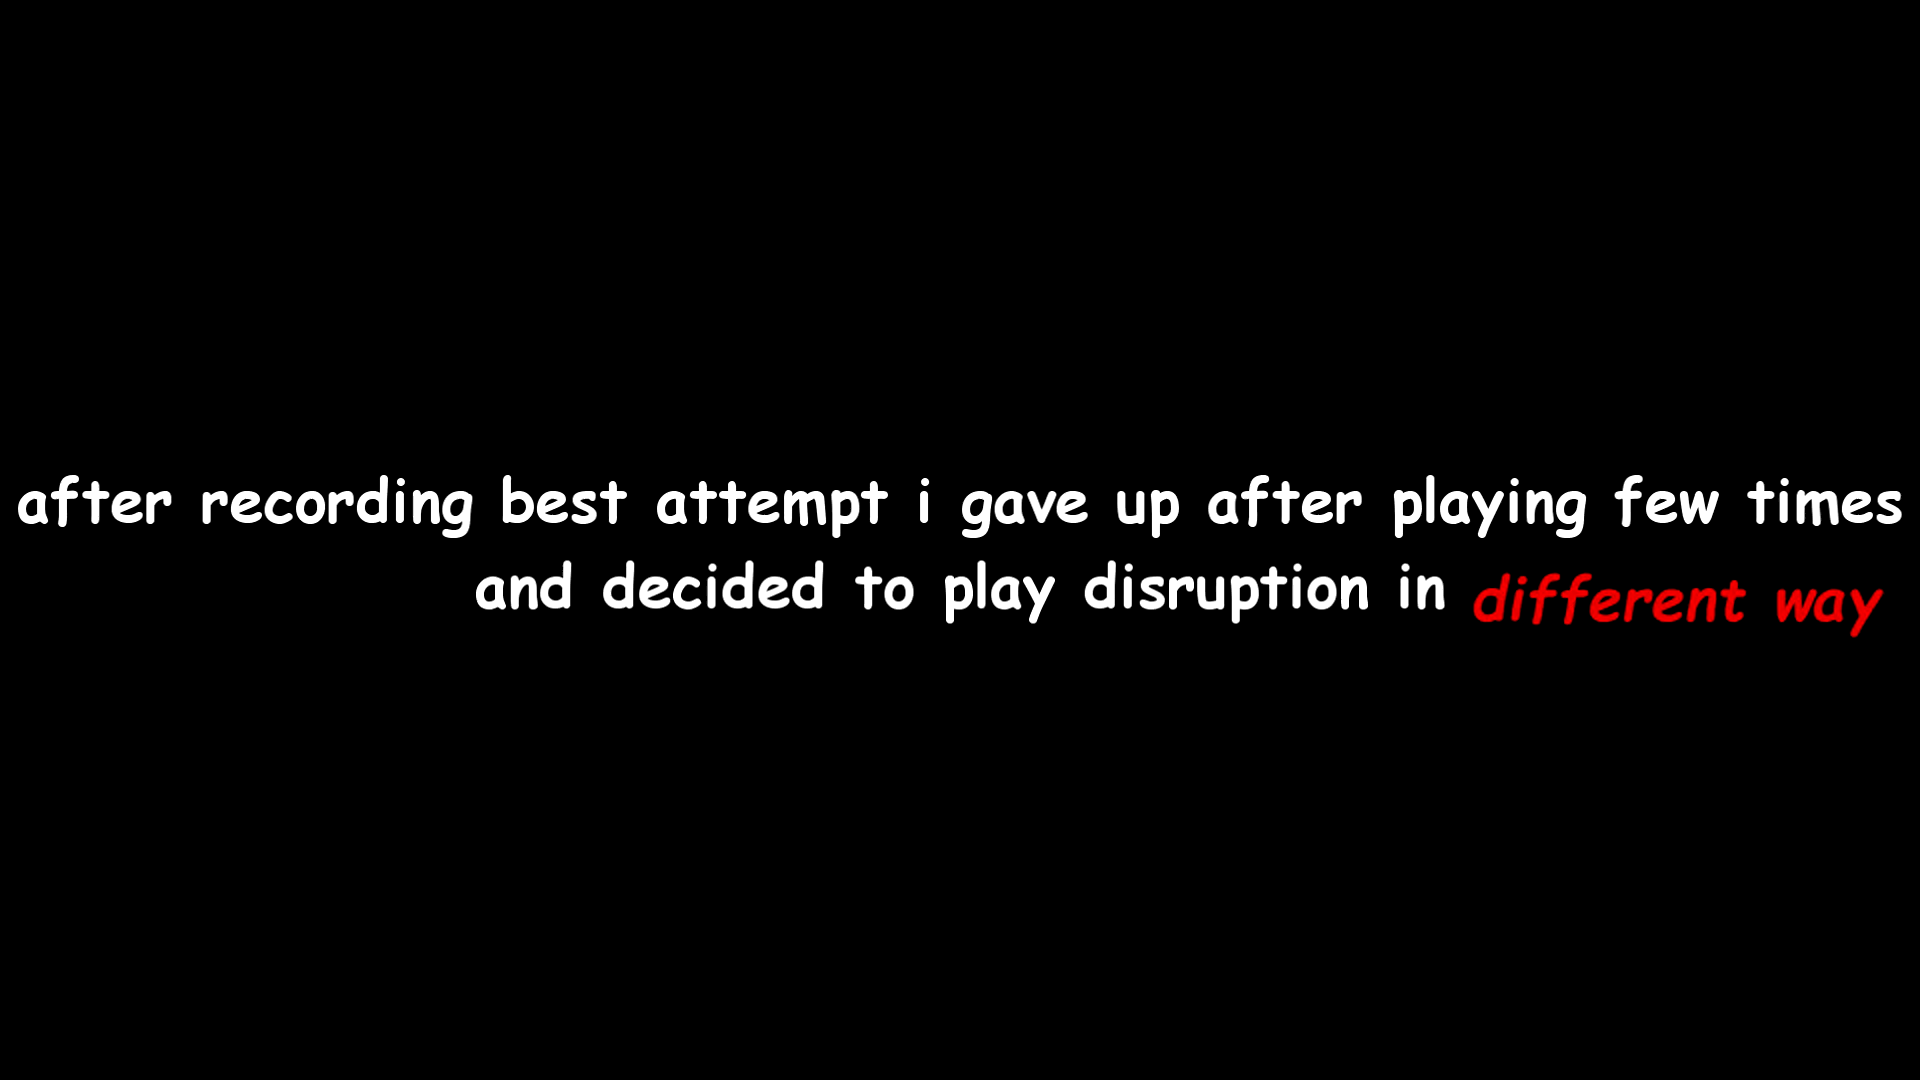 after recording best attempt i gave up after playing few times
and decided to play disruption in different way